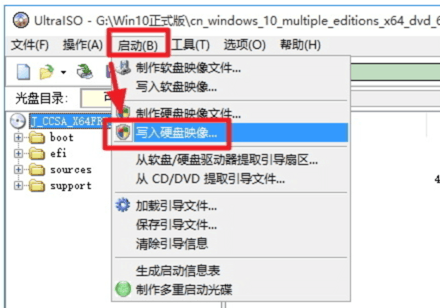 UltraISO - G:\Win10正式版\cn_windows_10_multiple_editions_x64_dvd_6
文件(F) 操作(A) 启动(B) 工具(T) 选项(O) 帮助(H)
光盘目录: 可
J_CCSA_X64FR
boot
efi
sources
support
制作软盘映像文件...
写入软盘映像...
制作硬盘映像文件...
写入硬盘映像...
从软盘/硬盘驱动器提取引导扇区...
从 CD/DVD 提取引导文件...
加载引导文件...
保存引导文件...
清除引导信息
生成启动信息表
制作多重启动光碟
4